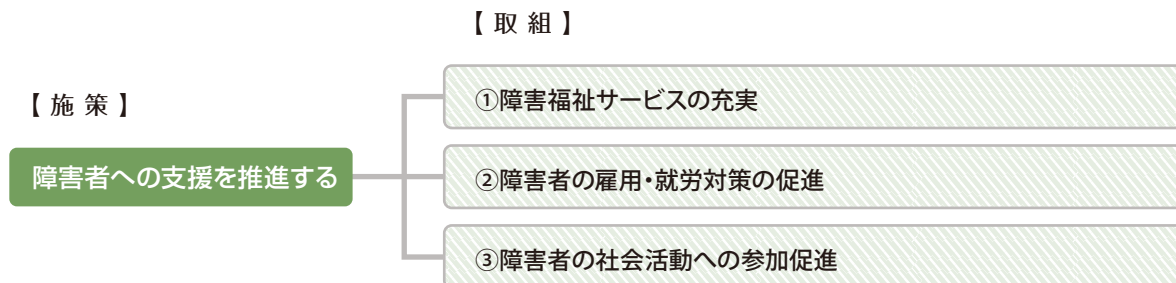 【取組】
【施策】
障害者への支援を推進する
①障害福祉サービスの充実
②障害者の雇用・就労対策の促進
③障害者の社会活動への参加促進